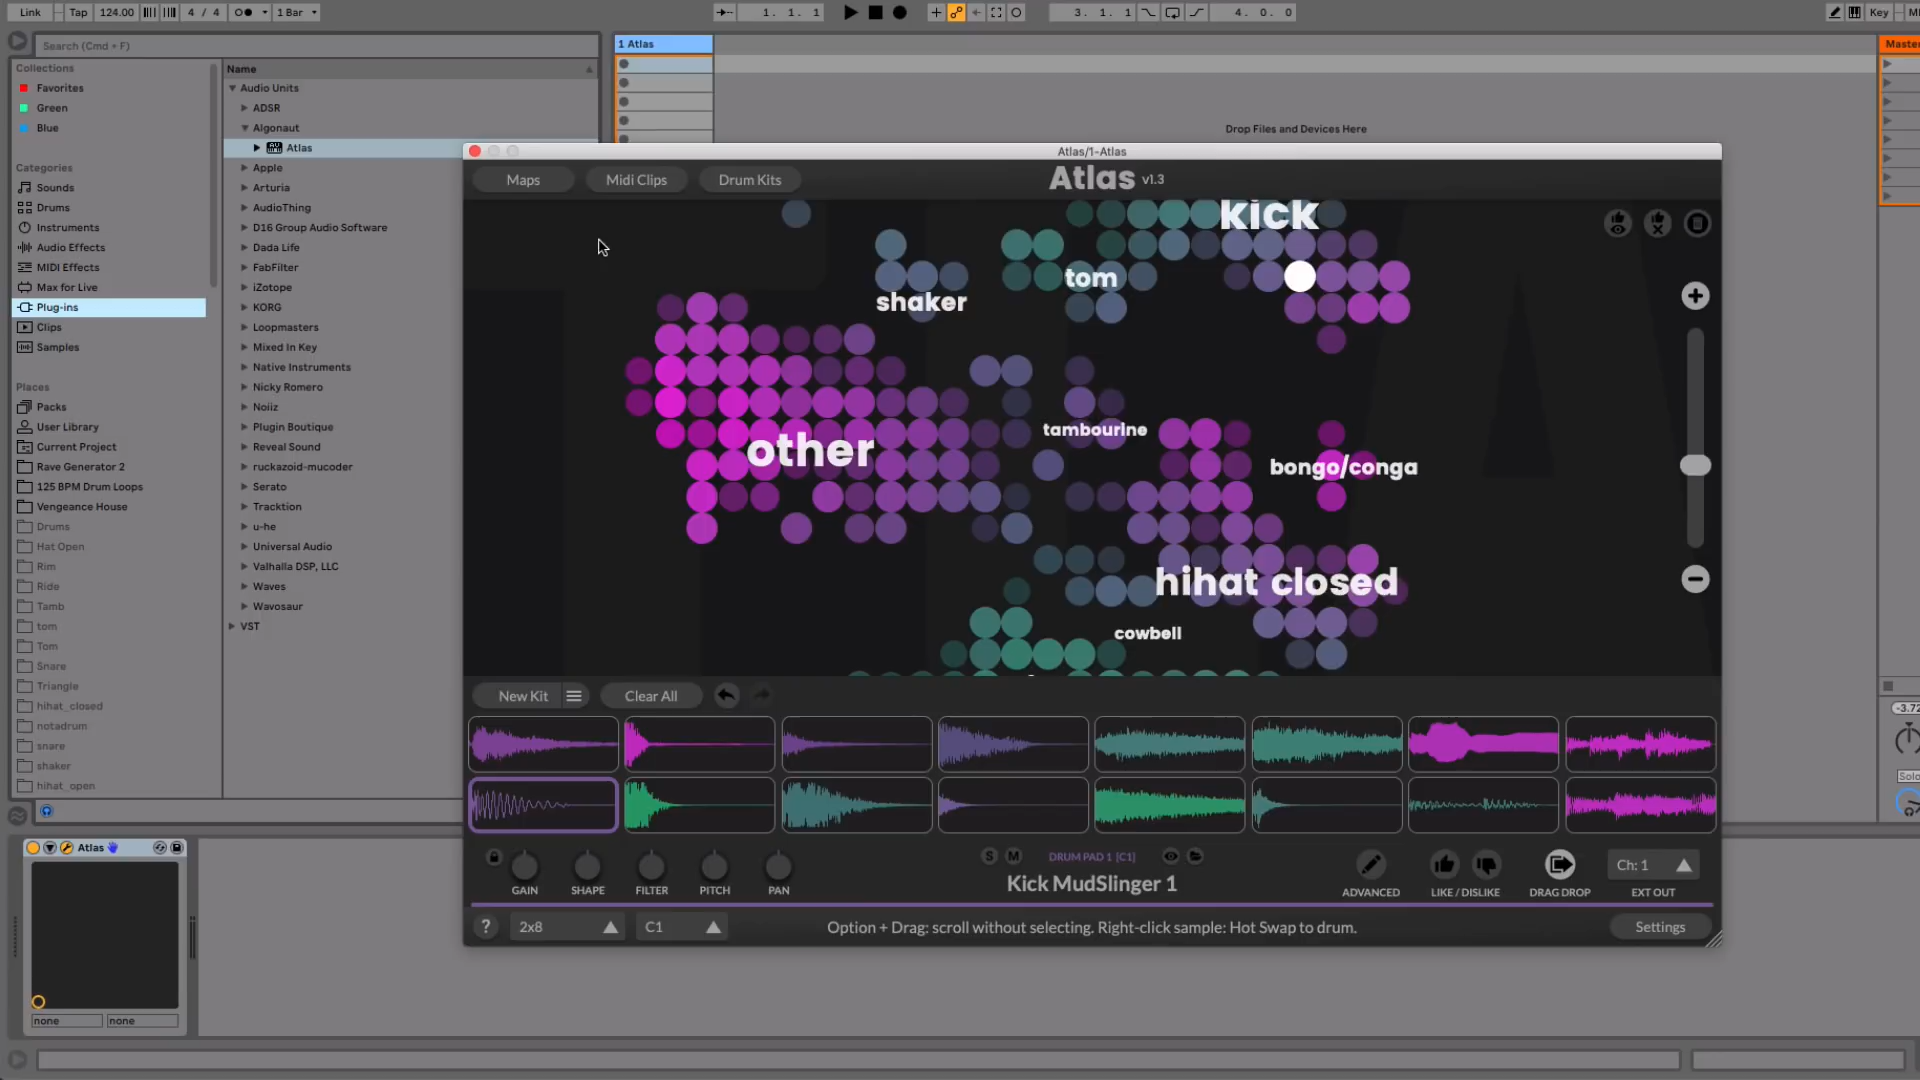 Link
Tap
124.00
4 / 4
1 Bar
1. 1. 1
3. 1. 1
4. 0. 0
Key
Search (Cmd + F)
Collections
Favorites
Green
Blue
Categories
Sounds
Drums
Instruments
Audio Effects
MIDI Effects
Max for Live
Plug-ins
Clips
Samples
Places
Packs
User Library
Current Project
Rave Generator 2
125 BPM Drum Loops
Vengeance House
Drums
Hat Open
Rim
Ride
Tamb
tom
Tom
Snare
Triangle
hihat_closed
notadrum
snare
shaker
hihat_open
Name
Audio Units
ADSR
Algonaut
Atlas
Apple
Arturia
AudioThing
D16 Group Audio Software
Dada Life
FabFilter
iZotope
KORG
Loopmasters
Mixed In Key
Native Instruments
Nicky Romero
Noiiz
Plugin Boutique
Reveal Sound
ruckazoid-mucoder
Serato
Tracktion
u-he
Universal Audio
Valhalla DSP, LLC
Waves
Wavosaur
VST
1 Atlas
Drop Files and Devices Here
Master
Atlas/1-Atlas
Maps
Midi Clips
Drum Kits
Atlas v1.3
kick
tom
shaker
tambourine
other
bongo/conga
hihat closed
cowbell
New Kit
Clear All
GAIN
SHAPE
FILTER
PITCH
PAN
S
M
DRUM PAD 1 [C1]
Kick MudSlinger 1
ADVANCED
LIKE / DISLIKE
DRAG DROP
Ch: 1
EXT OUT
?
2x8
C1
Option + Drag: scroll without selecting. Right-click sample: Hot Swap to drum.
Settings
-3.72
Solo
Atlas
none
none